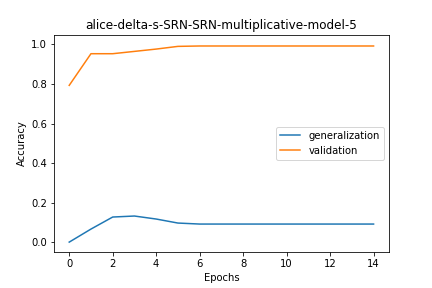 alice-delta-s-SRN-SRN-multiplicative-model-5
1.0
0.8
0.6
0.4
0.2
0.0
Accuracy
generalization
validation
0 2 4 6 8 10 12 14
Epochs